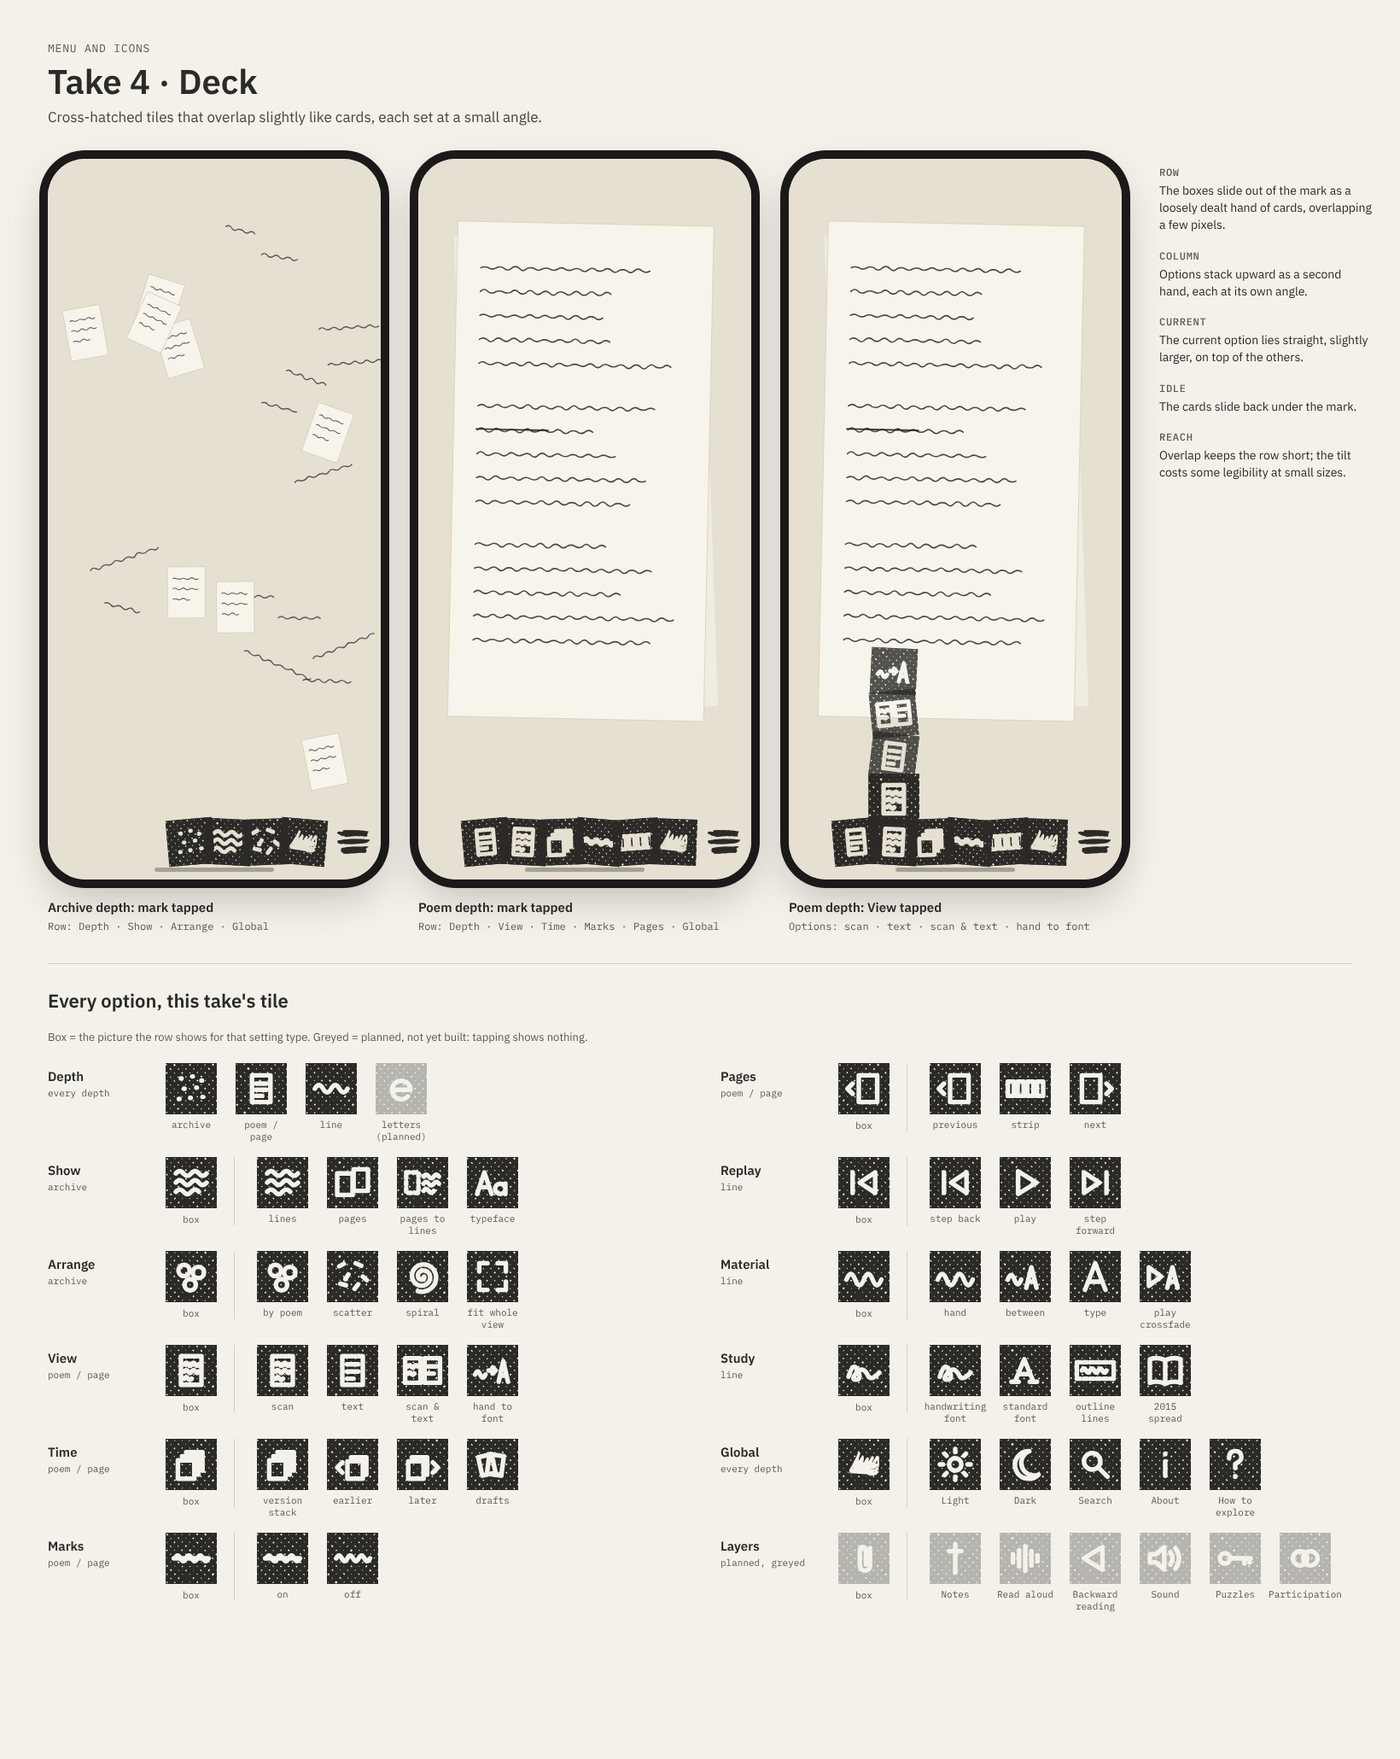 MENU AND ICONS
Take 4 · Deck
Cross-hatched tiles that overlap slightly like cards, each set at a small angle.
ROW
The boxes slide out of the mark as a
loosely dealt hand of cards, overlapping
a few pixels.
COLUMN
Options stack upward as a second
hand, each at its own angle.
CURRENT
The current option lies straight, slightly
larger, on top of the others.
IDLE
The cards slide back under the mark.
REACH
Overlap keeps the row short; the tilt
costs some legibility at small sizes.
Archive depth: mark tapped
Row: Depth · Show · Arrange · Global
Poem depth: mark tapped
Row: Depth · View · Time · Marks · Pages · Global
Poem depth: View tapped
Options: scan · text · scan & text · hand to font
Every option, this take's tile
Box = the picture the row shows for that setting type. Greyed = planned, not yet built: tapping shows nothing.
Depth
every depth
e
archive
poem /
page
line
letters
(planned)
Show
archive
Aa
box
lines
pages
pages to
lines
typeface
Arrange
archive
box
by poem
scatter
spiral
fit whole
view
View
poem / page
A
box
scan
text
scan &
text
hand to
font
Time
poem / page
box
version
stack
earlier
later
drafts
Marks
poem / page
box
on
off
Pages
poem / page
box
previous
strip
next
Replay
line
box
step back
play
step
forward
Material
line
A
A
A
box
hand
between
type
play
crossfade
Study
line
A
box
handwriting
font
standard
font
outline
lines
2015
spread
Global
every depth
i
?
box
Light
Dark
Search
About
How to
explore
Layers
planned, greyed
box
Notes
Read aloud
Backward
reading
Sound
Puzzles
Participation